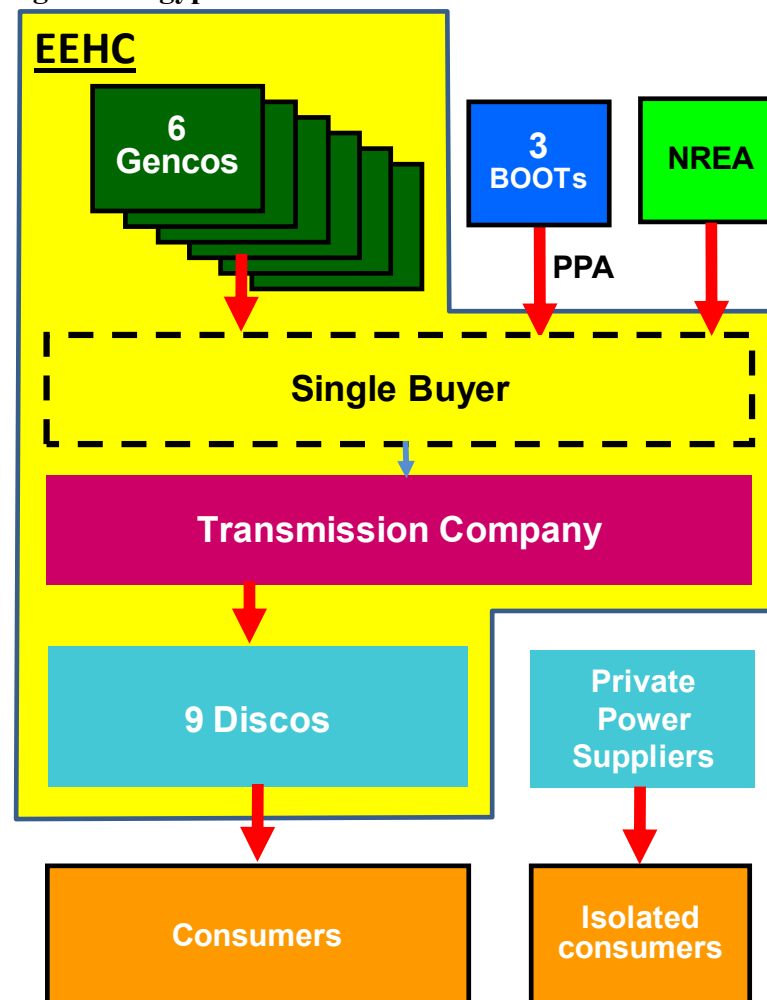 EEHC
6
Gencos
3
BOOTs
NREA
PPA
Single Buyer
Transmission Company
9 Discos
Private
Power
Suppliers
Consumers
Isolated
consumers